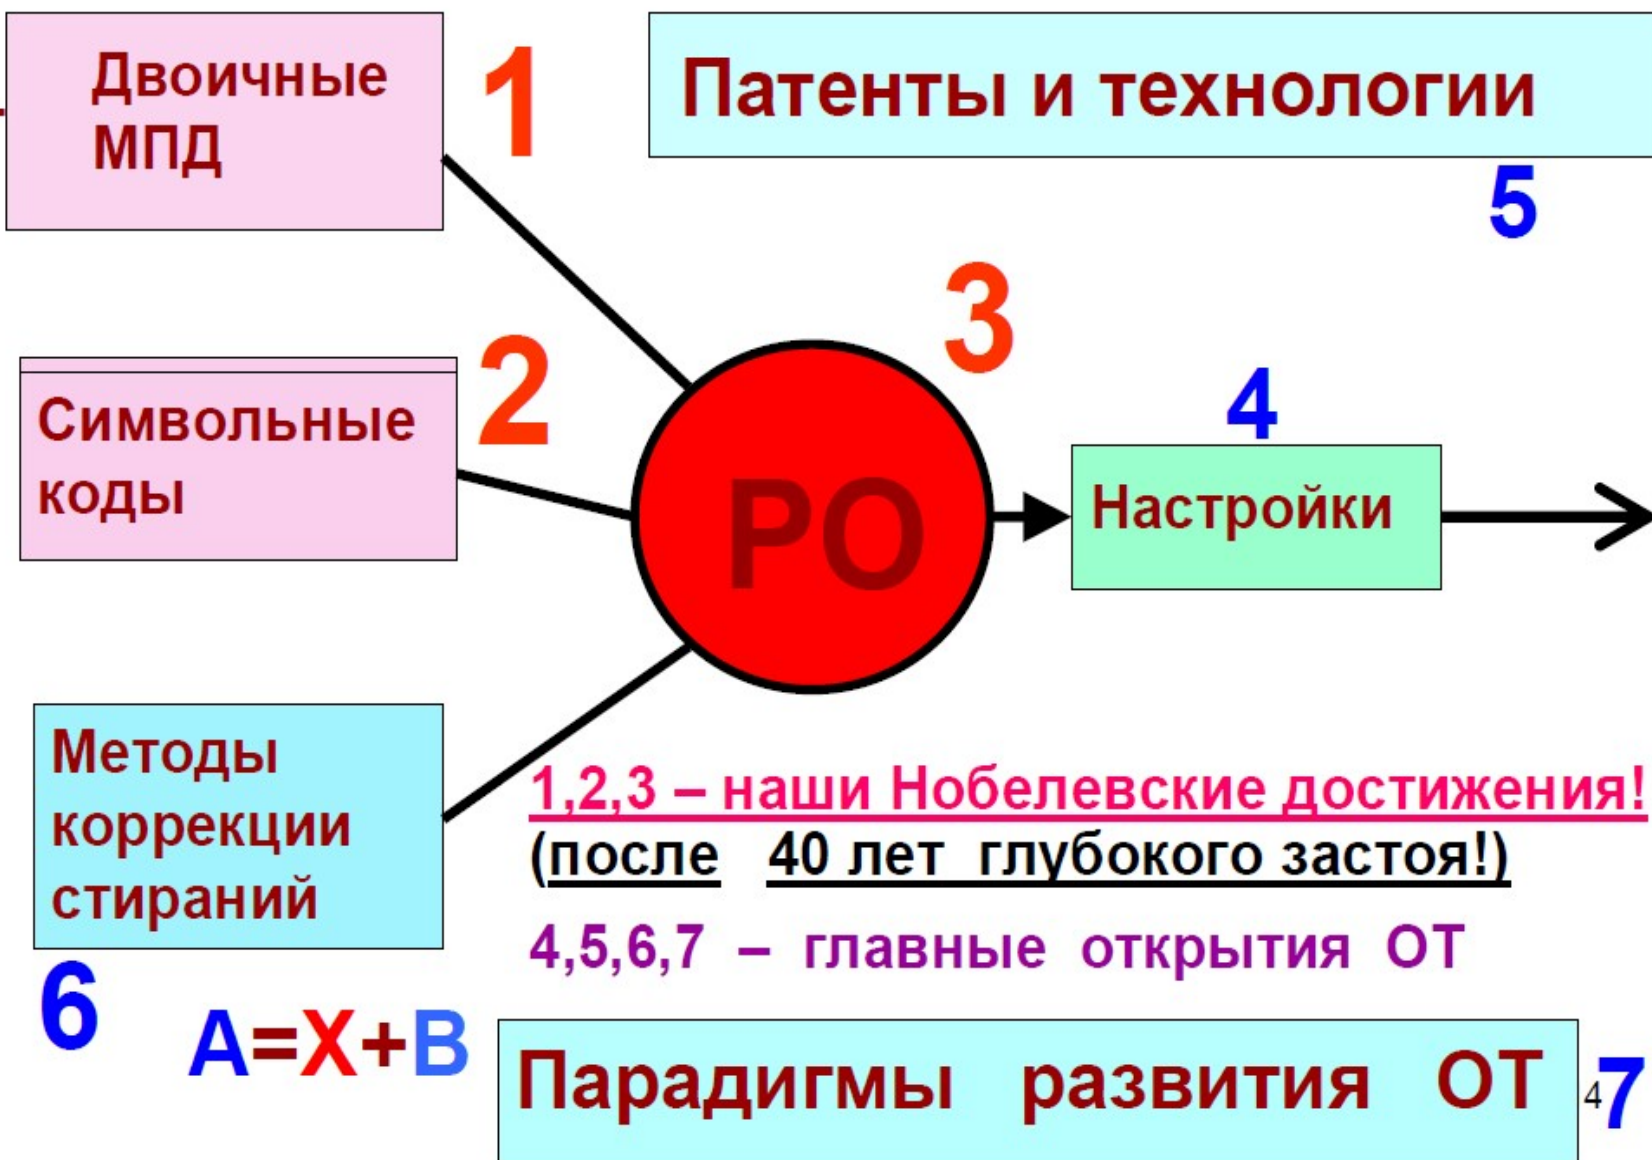 Двоичные
МПД
1
Патенты и технологии
5
Символьные
коды
2
РО
3
4
Настройки
Методы
коррекции
стираний
6
1,2,3 – наши Нобелевские достижения!
(после 40 лет глубокого застоя!)
4,5,6,7 – главные открытия ОТ
А=Х+В
Парадигмы развития ОТ
4
7